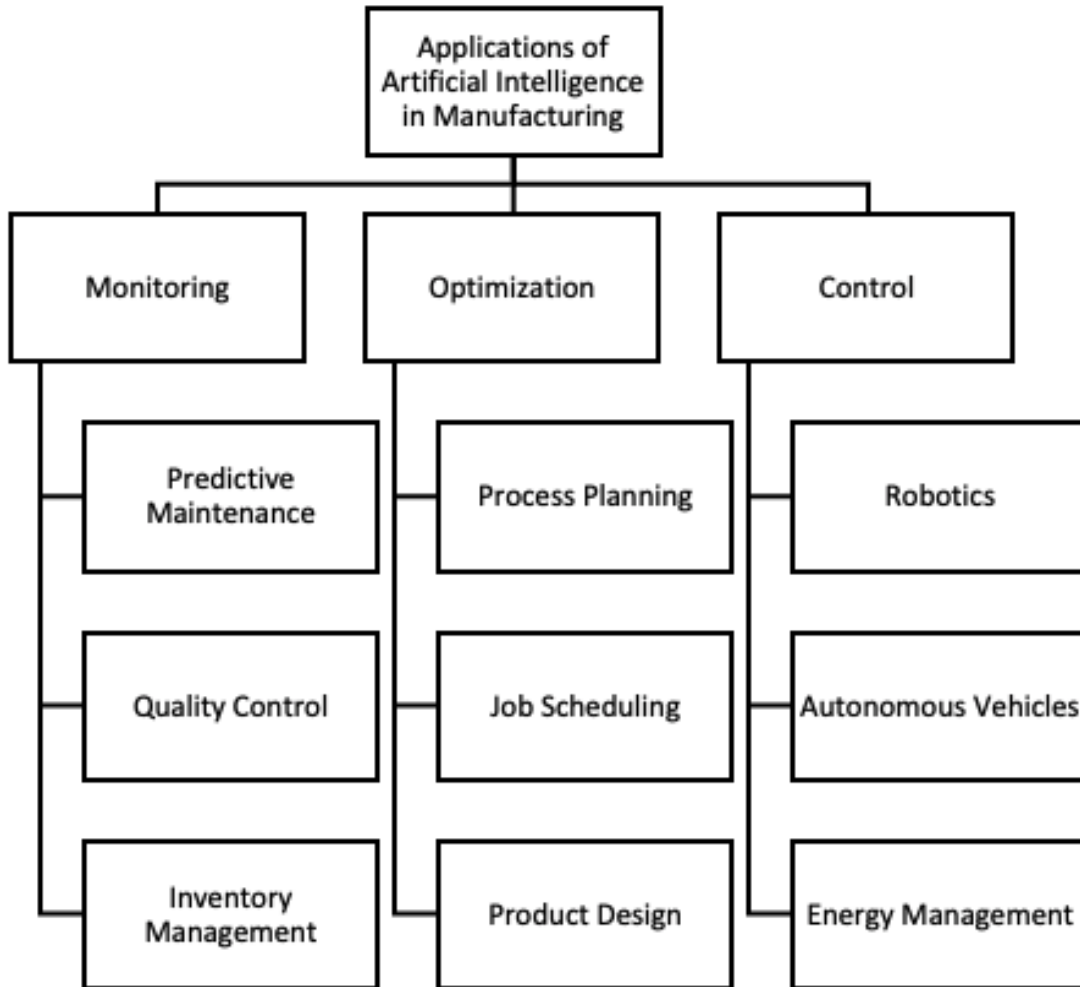 Applications of
Artificial Intelligence
in Manufacturing
Monitoring
Optimization
Control
Predictive
Maintenance
Process Planning
Robotics
Quality Control
Job Scheduling
Autonomous Vehicles
Inventory
Management
Product Design
Energy Management